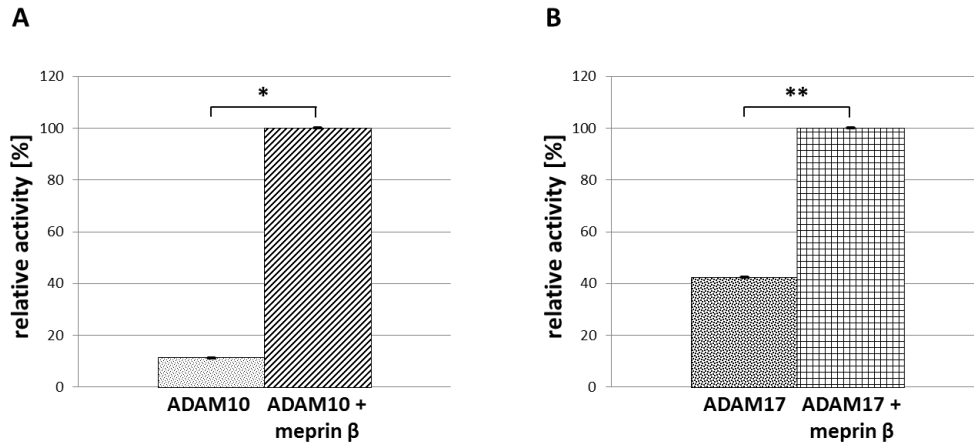 A
relative activity [%]
120
100
80
60
40
20
0
*
ADAM10
ADAM10 +
meprin β
B
relative activity [%]
120
100
80
60
40
20
0
**
ADAM17
ADAM17 +
meprin β